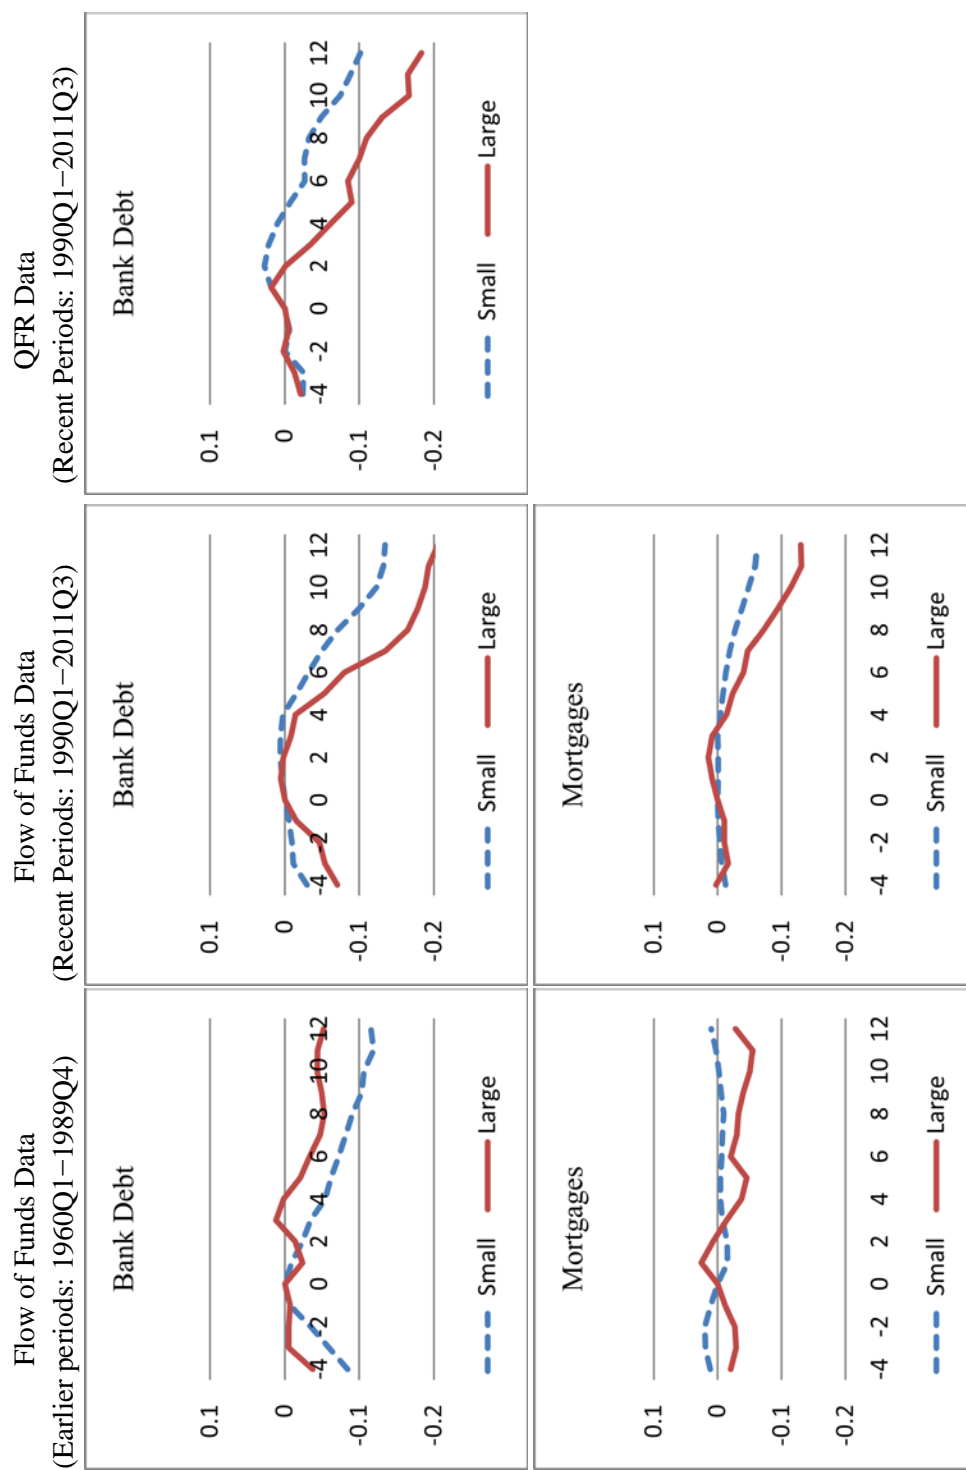 Flow of Funds Data
(Earlier periods: 1960Q1−1989Q4)
Bank Debt
0.1
0
-4 -2 0 2 4 6 8 10 12
-0.1
-0.2
Small Large
Flow of Funds Data
(Recent Periods: 1990Q1−2011Q3)
Bank Debt
0.1
0
-4 -2 0 2 4 6 8 10 12
-0.1
-0.2
Small Large
QFR Data
(Recent Periods: 1990Q1−2011Q3)
Bank Debt
0.1
0
-4 -2 0 2 4 6 8 10 12
-0.1
-0.2
Small Large
Mortgages
0.1
0
-0.1
-0.2
-4 -2 0 2 4 6 8 10 12
Small Large
Mortgages
0.1
0
-0.1
-0.2
-4 -2 0 2 4 6 8 10 12
Small Large